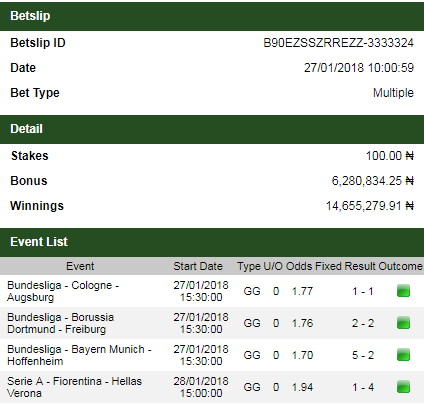 Betslip
Betslip ID B90EZSSZRREZZ-3333324
Date 27/01/2018 10:00:59
Bet Type Multiple
Detail
Stakes 100.00 ₦
Bonus 6,280,834.25 ₦
Winnings 14,655,279.91 ₦
Event List
Event Start Date Type U/O Odds Fixed Result Outcome
Bundesliga - Cologne -
Augsburg
27/01/2018
15:30:00
GG 0 1.77 1 - 1
Bundesliga - Borussia
Dortmund - Freiburg
27/01/2018
15:30:00
GG 0 1.76 2 - 2
Bundesliga - Bayern Munich -
Hoffenheim
27/01/2018
15:30:00
GG 0 1.70 5 - 2
Serie A - Fiorentina - Hellas
Verona
28/01/2018
15:00:00
GG 0 1.94 1 - 4